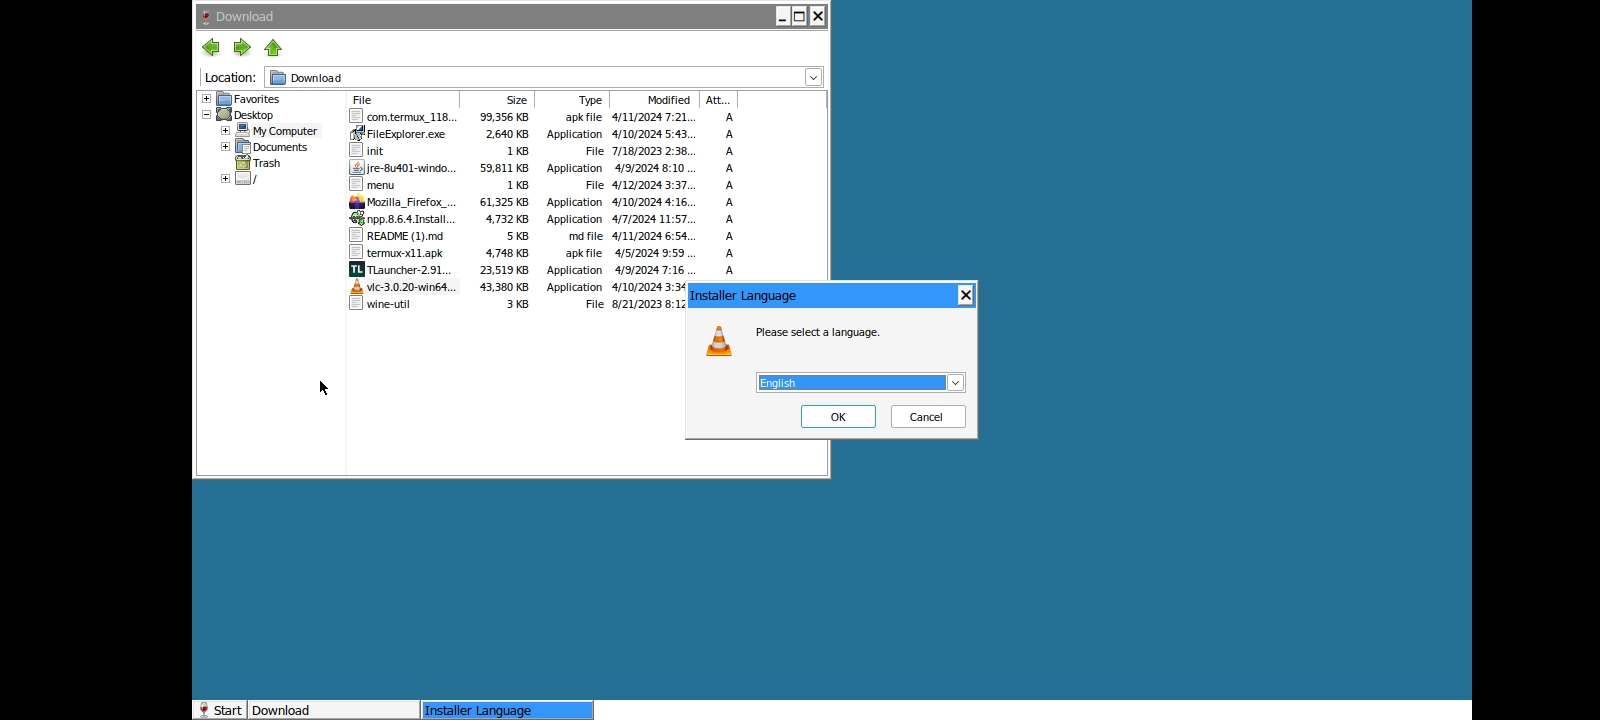 Download
Location: Download
Favorites
Desktop
My Computer
Documents
Trash
/
File Size Type Modified Att...
com.termux_118... 99,356 KB apk file 4/11/2024 7:21... A
FileExplorer.exe 2,640 KB Application 4/10/2024 5:43... A
init 1 KB File 7/18/2023 2:38... A
jre-8u401-windo... 59,811 KB Application 4/9/2024 8:10 ... A
menu 1 KB File 4/12/2024 3:37... A
Mozilla_Firefox_... 61,325 KB Application 4/10/2024 4:16... A
npp.8.6.4.Install... 4,732 KB Application 4/7/2024 11:57... A
README (1).md 5 KB md file 4/11/2024 6:54... A
termux-x11.apk 4,748 KB apk file 4/5/2024 9:59 ... A
TL TLauncher-2.91... 23,519 KB Application 4/9/2024 7:16 ... A
vlc-3.0.20-win64... 43,380 KB Application 4/10/2024 3:34
wine-util 3 KB File 8/21/2023 8:12
Installer Language
Please select a language.
English
OK Cancel
Start Download Installer Language